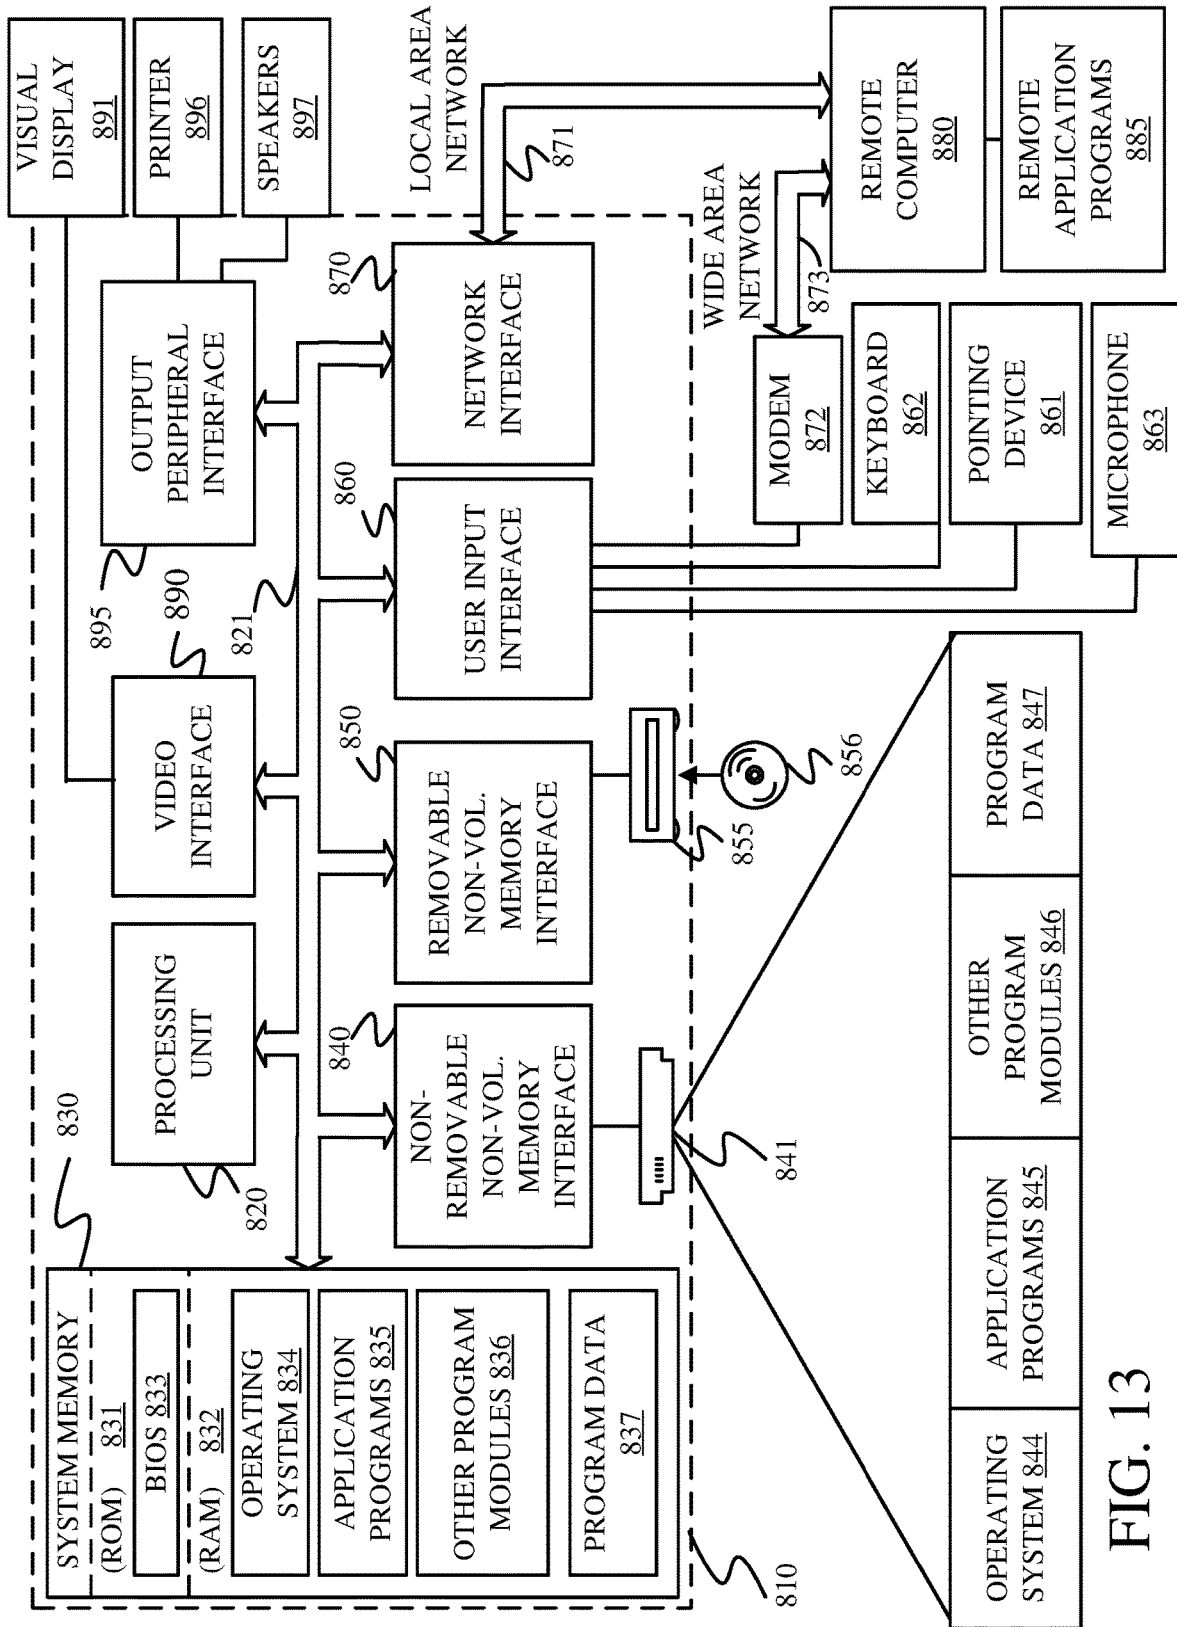 SYSTEM MEMORY
(ROM) 831
BIOS 833
(RAM) 832
OPERATING
SYSTEM 834
APPLICATION
PROGRAMS 835
OTHER PROGRAM
MODULES 836
PROGRAM DATA
837
830
820
PROCESSING
UNIT
VIDEO
INTERFACE
890
895
OUTPUT
PERIPHERAL
INTERFACE
821
VISUAL
DISPLAY
891
PRINTER
896
SPEAKERS
897
840
NON-
REMOVABLE
NON-VOL.
MEMORY
INTERFACE
850
REMOVABLE
NON-VOL.
MEMORY
INTERFACE
860
USER INPUT
INTERFACE
870
NETWORK
INTERFACE
LOCAL AREA
NETWORK
871
810
841
855
856
WIDE AREA
NETWORK
873
MODEM
872
KEYBOARD
862
POINTING
DEVICE
861
MICROPHONE
863
REMOTE
COMPUTER
880
REMOTE
APPLICATION
PROGRAMS
885
OPERATING
SYSTEM 844
APPLICATION
PROGRAMS 845
OTHER
PROGRAM
MODULES 846
PROGRAM
DATA 847
FIG. 13